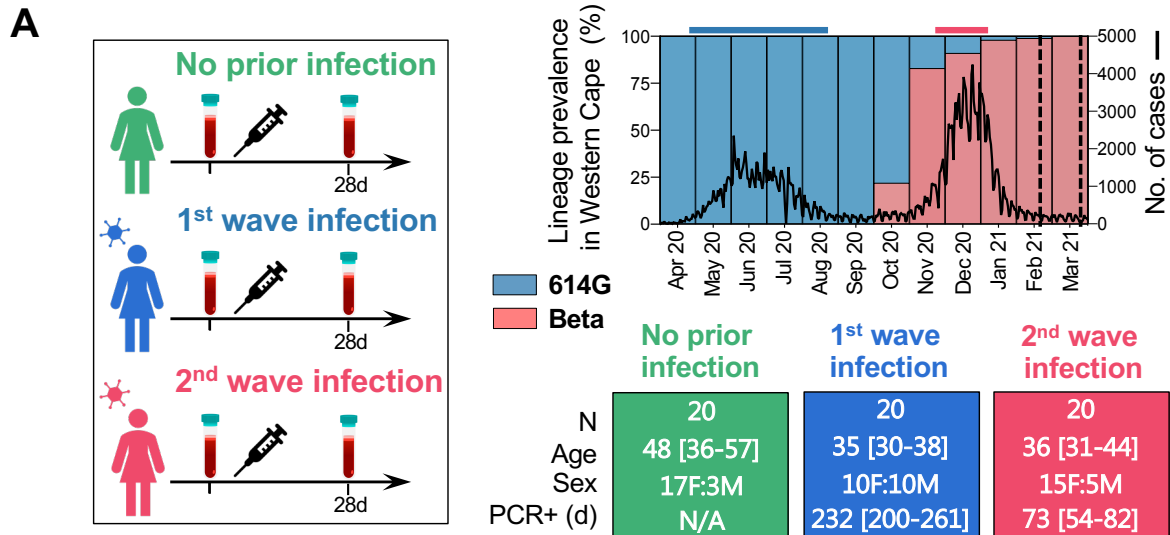 A
No prior infection
28d
1st wave infection
28d
2nd wave infection
28d
Lineage prevalence
in Western Cape (%)
100
75
50
25
0
5000
4000
3000
2000
1000
0
No. of cases
Apr 20
May 20
Jun 20
Jul 20
Aug 20
Sep 20
Oct 20
Nov 20
Dec 20
Jan 21
Feb 21
Mar 21
614G
Beta
No prior
infection
1st wave
infection
2nd wave
infection
N 20 20 20
Age 48 [36-57] 35 [30-38] 36 [31-44]
Sex 17F:3M 10F:10M 15F:5M
PCR+ (d) N/A 232 [200-261] 73 [54-82]